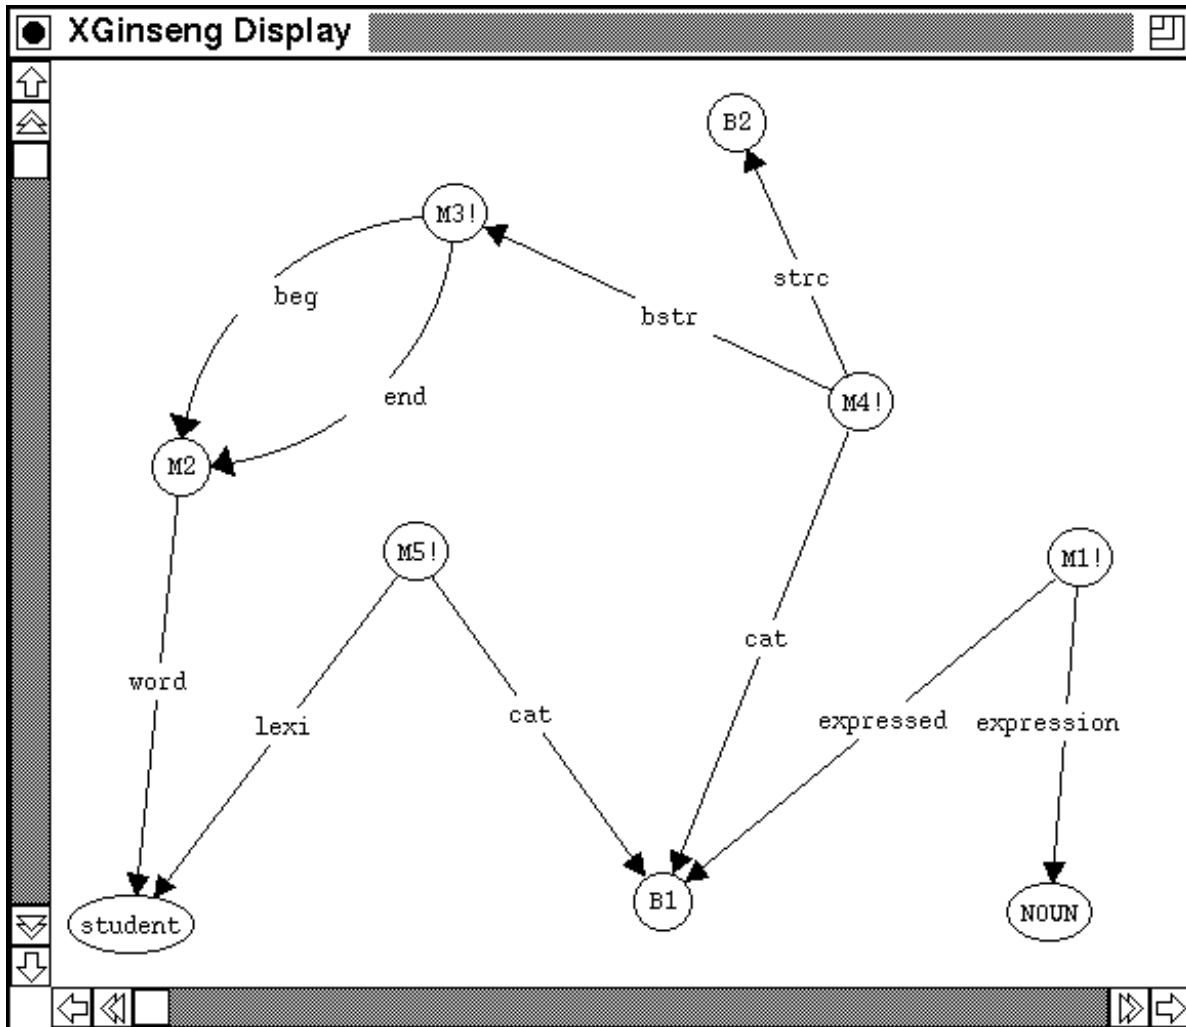 XGinseng Display
B2
M3!
strc
beg
bstr
end
M4!
M2
M5!
M1!
cat
word
lexi
cat
expressed
expression
student
B1
NOUN